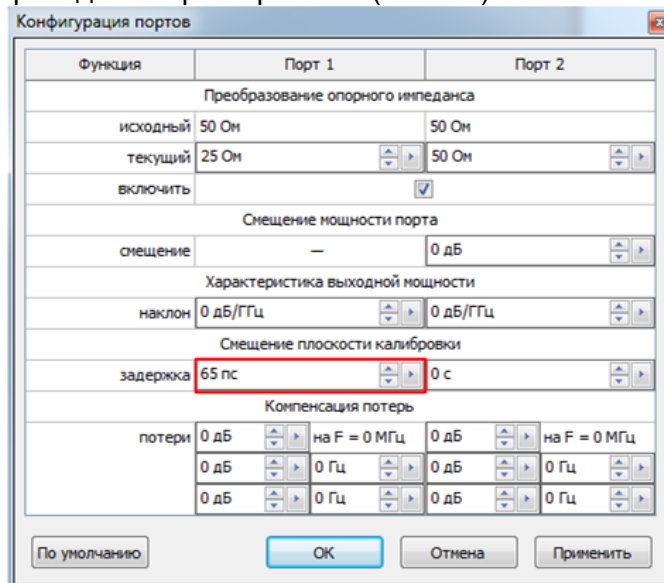 Конфигурация портов
Функция Порт 1 Порт 2
Преобразование опорного импеданса
исходный 50 Ом 50 Ом
текущий 25 Ом 50 Ом
включить
Смещение мощности порта
смещение — 0 дБ
Характеристика выходной мощности
наклон 0 дБ/ГГц 0 дБ/ГГц
Смещение плоскости калибровки
задержка 65 пс 0 с
Компенсация потерь
потери 0 дБ на F = 0 МГц 0 дБ на F = 0 МГц
0 дБ 0 Гц 0 дБ 0 Гц
0 дБ 0 Гц 0 дБ 0 Гц
По умолчанию ОК Отмена Применить